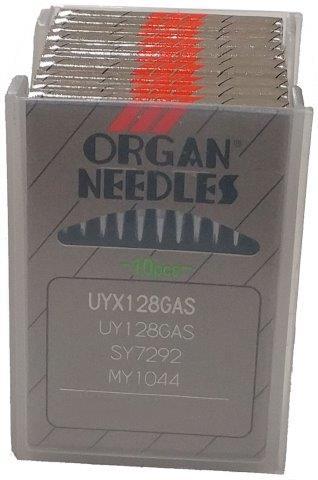 ORGAN®
NEEDLES
-10pcs-
UYX128GAS
UY128GAS
SY7292
MY1044